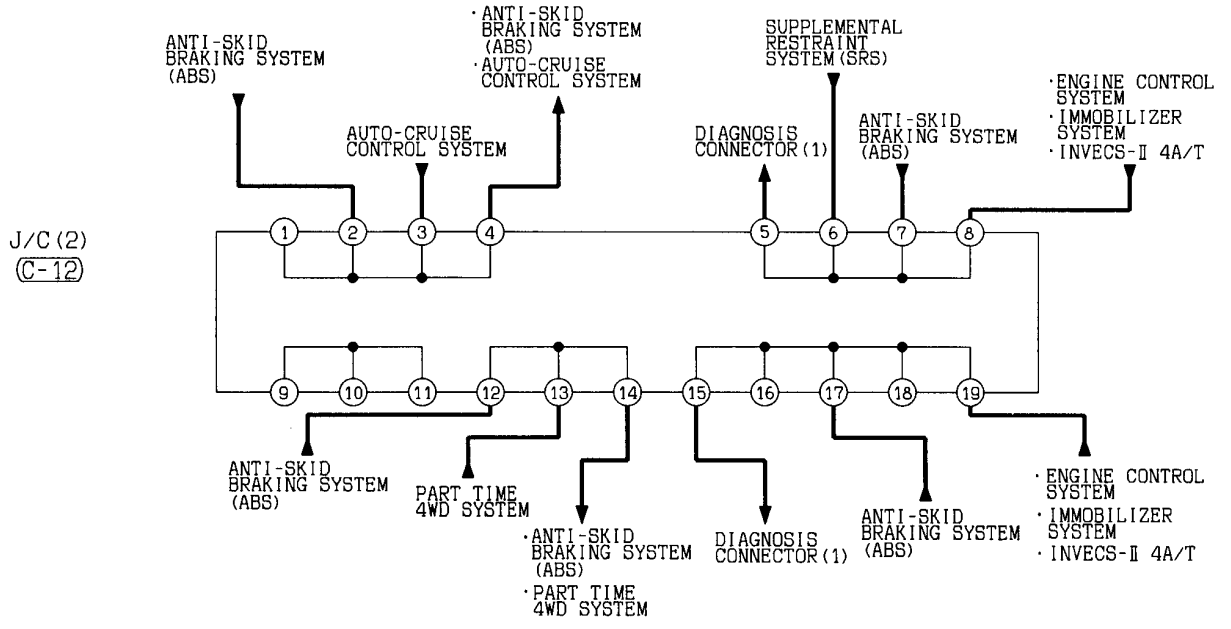 ANTI-SKID
BRAKING SYSTEM
(ABS)
· ANTI-SKID
BRAKING SYSTEM
(ABS)
· AUTO-CRUISE
CONTROL SYSTEM
AUTO-CRUISE
CONTROL SYSTEM
DIAGNOSIS
CONNECTOR (1)
SUPPLEMENTAL
RESTRAINT
SYSTEM (SRS)
ANTI-SKID
BRAKING SYSTEM
(ABS)
· ENGINE CONTROL
SYSTEM
· IMMOBILIZER
SYSTEM
· INVECS-Ⅱ 4A/T
J/C (2)
C-12
1 2 3 4 5 6 7 8
9 10 11 12 13 14 15 16 17 18 19
ANTI-SKID
BRAKING SYSTEM
(ABS)
PART TIME
4WD SYSTEM
· ANTI-SKID
BRAKING SYSTEM
(ABS)
· PART TIME
4WD SYSTEM
DIAGNOSIS
CONNECTOR (1)
ANTI-SKID
BRAKING SYSTEM
(ABS)
· ENGINE CONTROL
SYSTEM
· IMMOBILIZER
SYSTEM
· INVECS-Ⅱ 4A/T